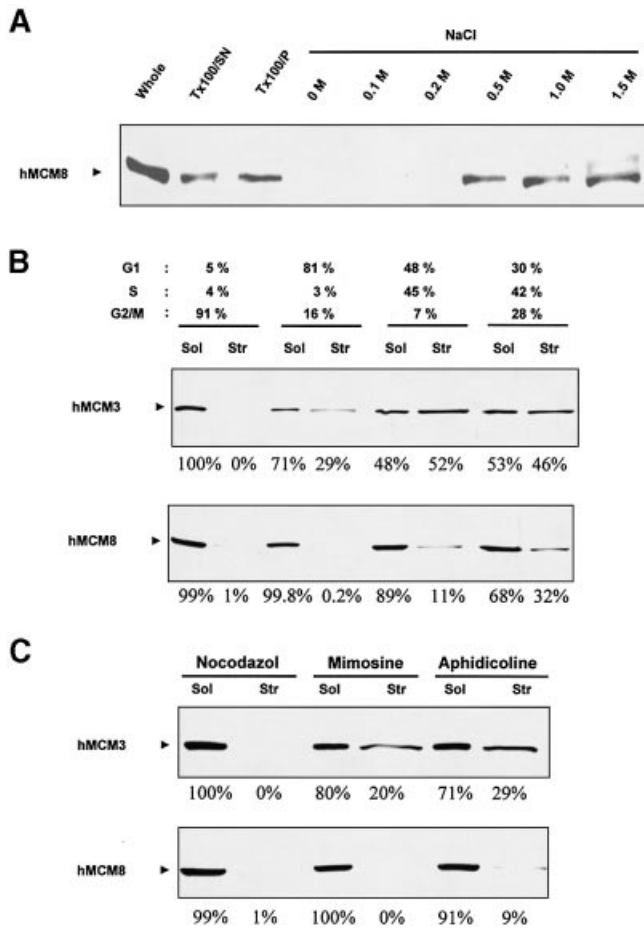 A
NaCl
Whole Tx100/SN Tx100/P 0 M 0.1 M 0.2 M 0.5 M 1.0 M 1.5 M
hMCM8
B
G1 : 5 % 81 % 48 % 30 %
S : 4 % 3 % 45 % 42 %
G2/M : 91 % 16 % 7 % 28 %
Sol Str Sol Str Sol Str Sol Str
hMCM3
100% 0% 71% 29% 48% 52% 53% 46%
hMCM8
99% 1% 99.8% 0.2% 89% 11% 68% 32%
C
Nocodazol Mimosine Aphidicoline
Sol Str Sol Str Sol Str
hMCM3
100% 0% 80% 20% 71% 29%
hMCM8
99% 1% 100% 0% 91% 9%